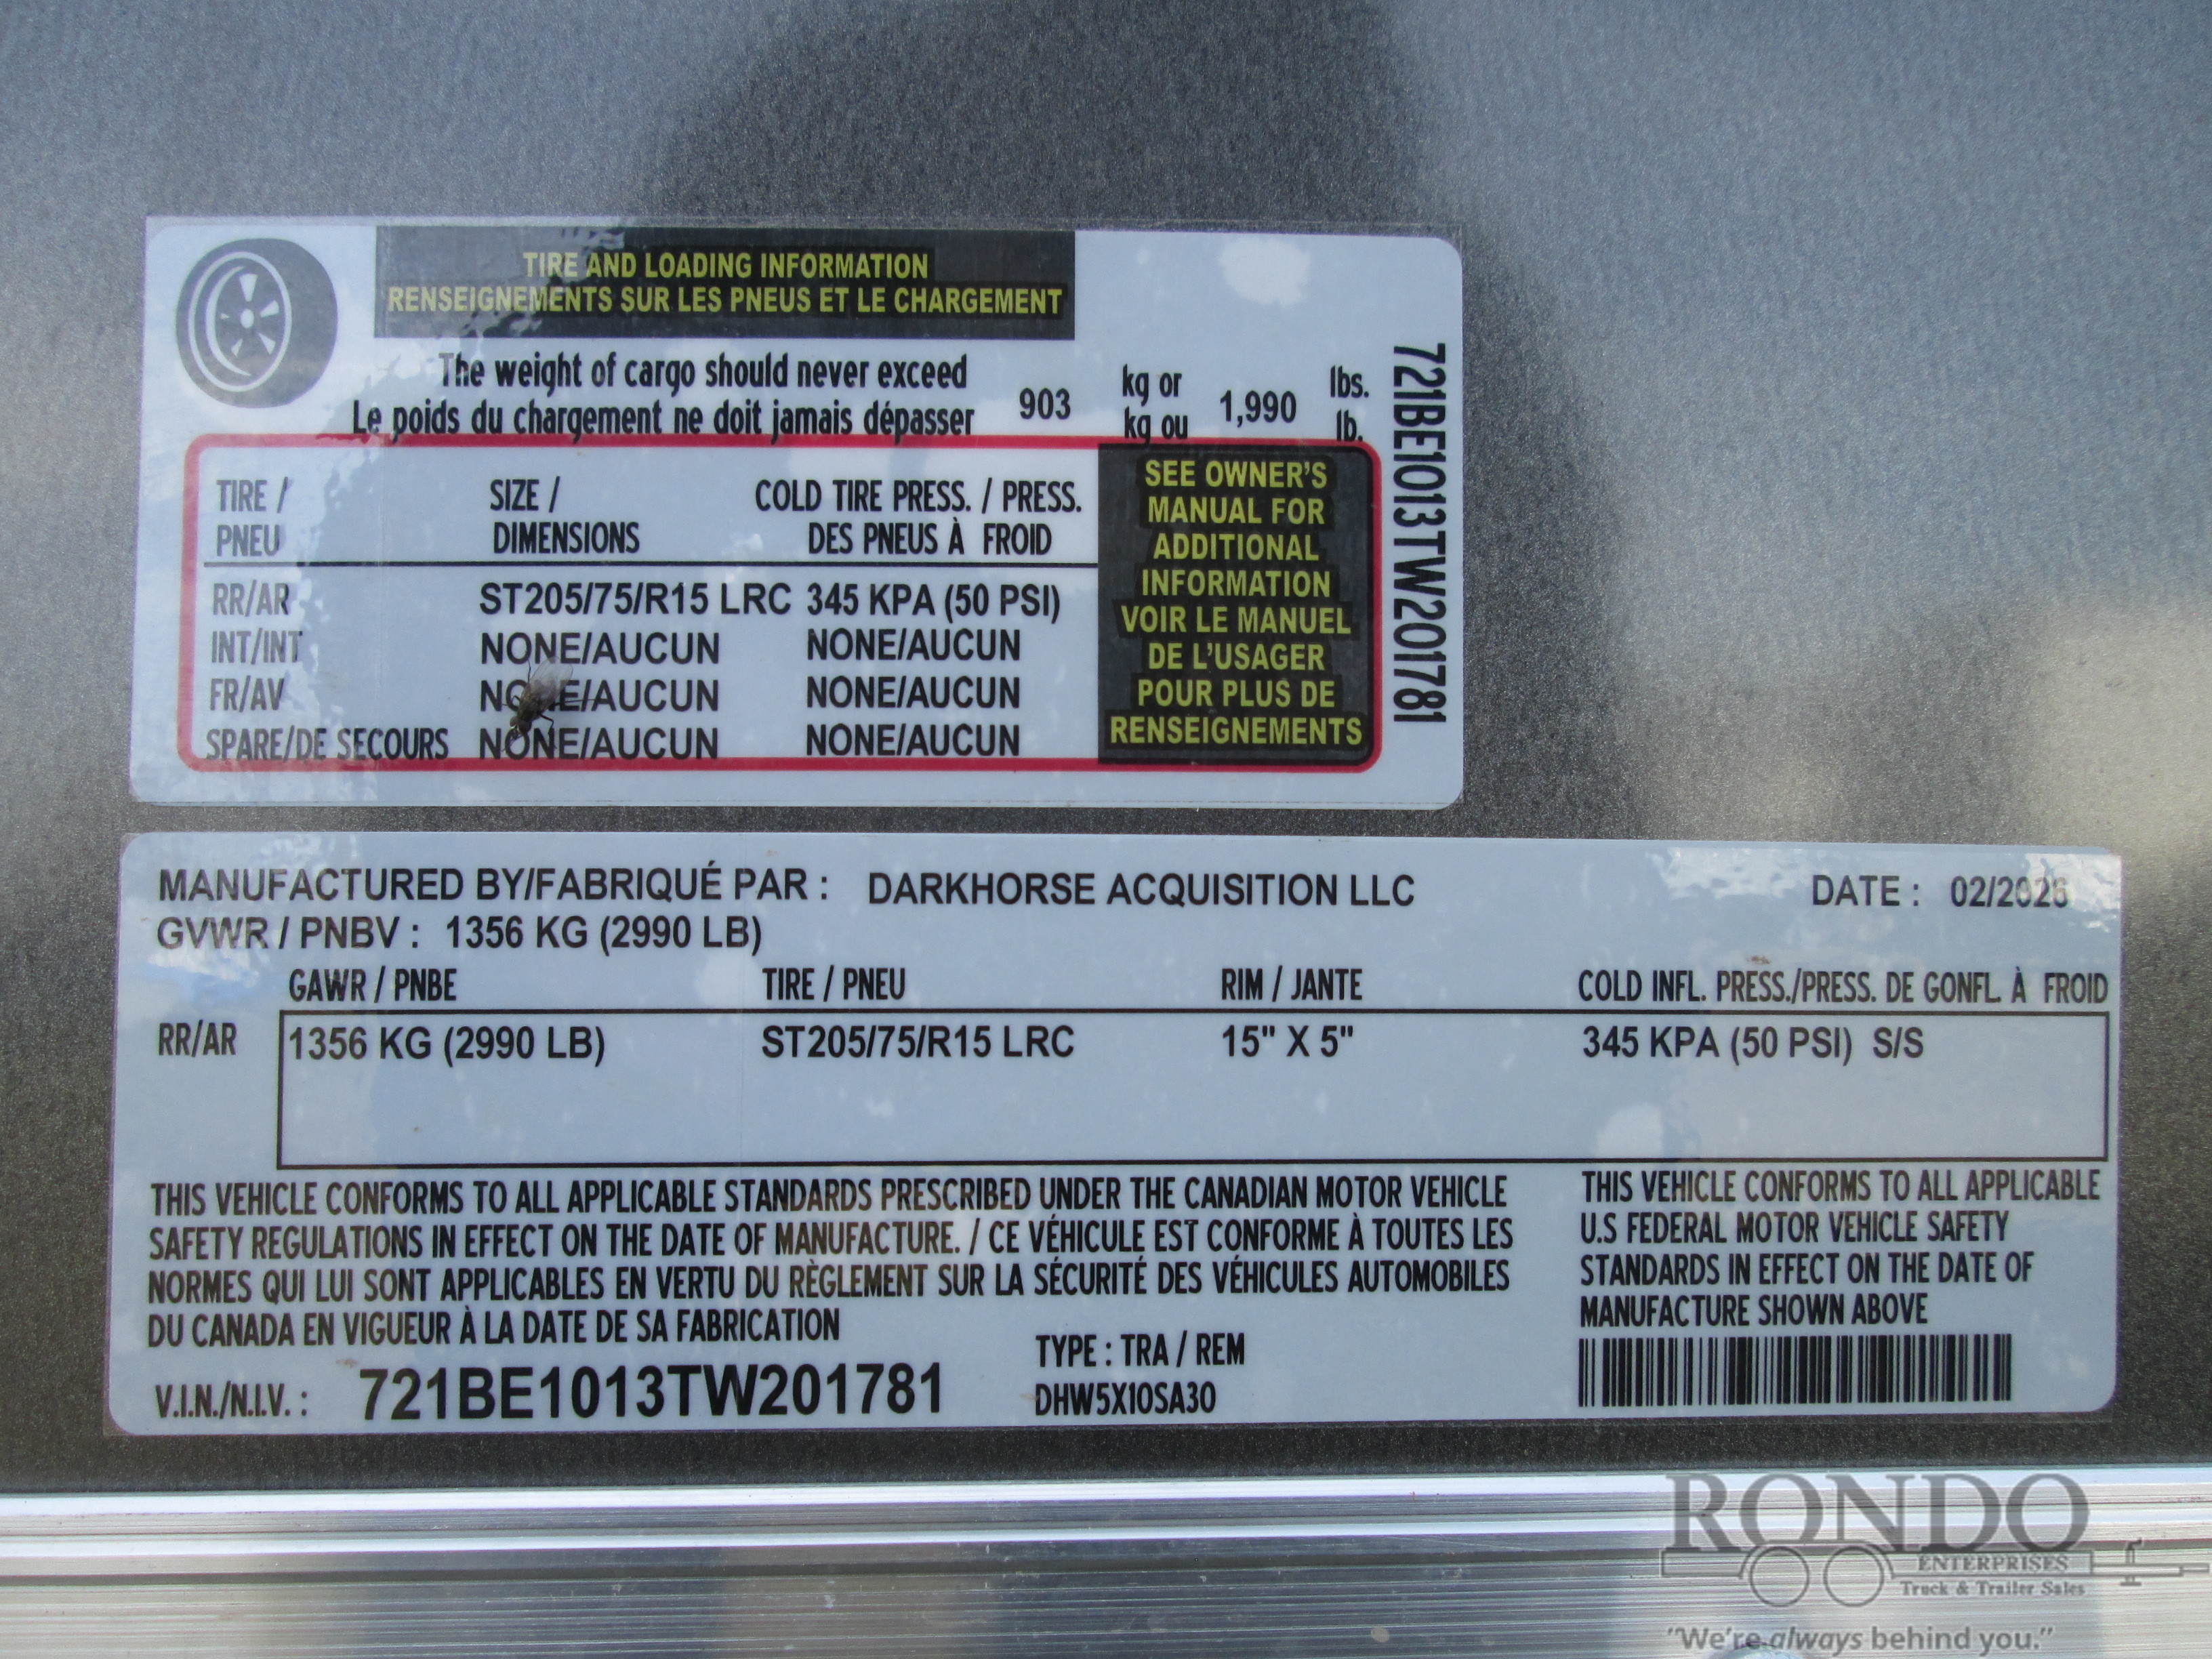 TIRE AND LOADING INFORMATION
RENSEIGNEMENTS SUR LES PNEUS ET LE CHARGEMENT
The weight of cargo should never exceed
Le poids du chargement ne doit jamais dépasser
903
kg or
kg ou
1,990
lbs.
lb.
721BE1013TW201781
TIRE / SIZE / COLD TIRE PRESS. / PRESS.
PNEU DIMENSIONS DES PNEUS À FROID
RR/AR ST205/75/R15 LRC 345 KPA (50 PSI)
INT/INT NONE/AUCUN NONE/AUCUN
FR/AV NONE/AUCUN NONE/AUCUN
SPARE/DE SECOURS NONE/AUCUN NONE/AUCUN
SEE OWNER'S
MANUAL FOR
ADDITIONAL
INFORMATION
VOIR LE MANUEL
DE L'USAGER
POUR PLUS DE
RENSEIGNEMENTS
MANUFACTURED BY/FABRIQUÉ PAR : DARKHORSE ACQUISITION LLC DATE : 02/2026
GVWR / PNBV : 1356 KG (2990 LB)
GAWR / PNBE TIRE / PNEU RIM / JANTE COLD INFL. PRESS./PRESS. DE GONFL. À FROID
RR/AR 1356 KG (2990 LB) ST205/75/R15 LRC 15" X 5" 345 KPA (50 PSI) S/S
THIS VEHICLE CONFORMS TO ALL APPLICABLE STANDARDS PRESCRIBED UNDER THE CANADIAN MOTOR VEHICLE
SAFETY REGULATIONS IN EFFECT ON THE DATE OF MANUFACTURE. / CE VÉHICULE EST CONFORME À TOUTES LES
NORMES QUI LUI SONT APPLICABLES EN VERTU DU RÈGLEMENT SUR LA SÉCURITÉ DES VÉHICULES AUTOMOBILES
DU CANADA EN VIGUEUR À LA DATE DE SA FABRICATION
THIS VEHICLE CONFORMS TO ALL APPLICABLE
U.S FEDERAL MOTOR VEHICLE SAFETY
STANDARDS IN EFFECT ON THE DATE OF
MANUFACTURE SHOWN ABOVE
V.I.N./N.I.V. : 721BE1013TW201781
TYPE : TRA / REM
DHW5X10SA30
RONDO
ENTERPRISES
Truck & Trailer Sales
"We're always behind you."